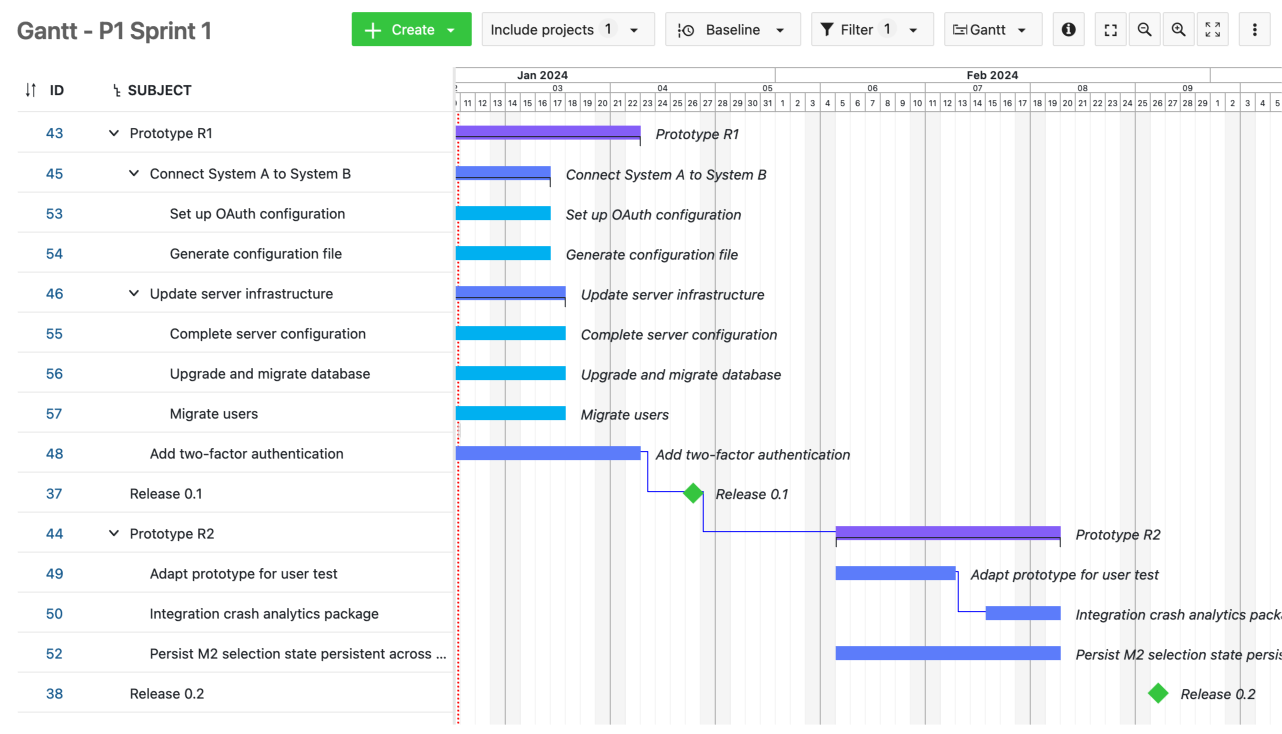 Gantt - P1 Sprint 1
Create
Include projects 1
Baseline
Filter 1
Gantt
ID SUBJECT
Jan 2024 Feb 2024
03 04 05 06 07 08 09
11 12 13 14 15 16 17 18 19 20 21 22 23 24 25 26 27 28 29 30 31 1 2 3 4 5 6 7 8 9 10 11 12 13 14 15 16 17 18 19 20 21 22 23 24 25 26 27 28 29 1 2 3 4 5
43 Prototype R1 Prototype R1
45 Connect System A to System B Connect System A to System B
53 Set up OAuth configuration Set up OAuth configuration
54 Generate configuration file Generate configuration file
46 Update server infrastructure Update server infrastructure
55 Complete server configuration Complete server configuration
56 Upgrade and migrate database Upgrade and migrate database
57 Migrate users Migrate users
48 Add two-factor authentication Add two-factor authentication
37 Release 0.1 Release 0.1
44 Prototype R2 Prototype R2
49 Adapt prototype for user test Adapt prototype for user test
50 Integration crash analytics package Integration crash analytics pack
52 Persist M2 selection state persistent across ... Persist M2 selection state persis
38 Release 0.2 Release 0.2